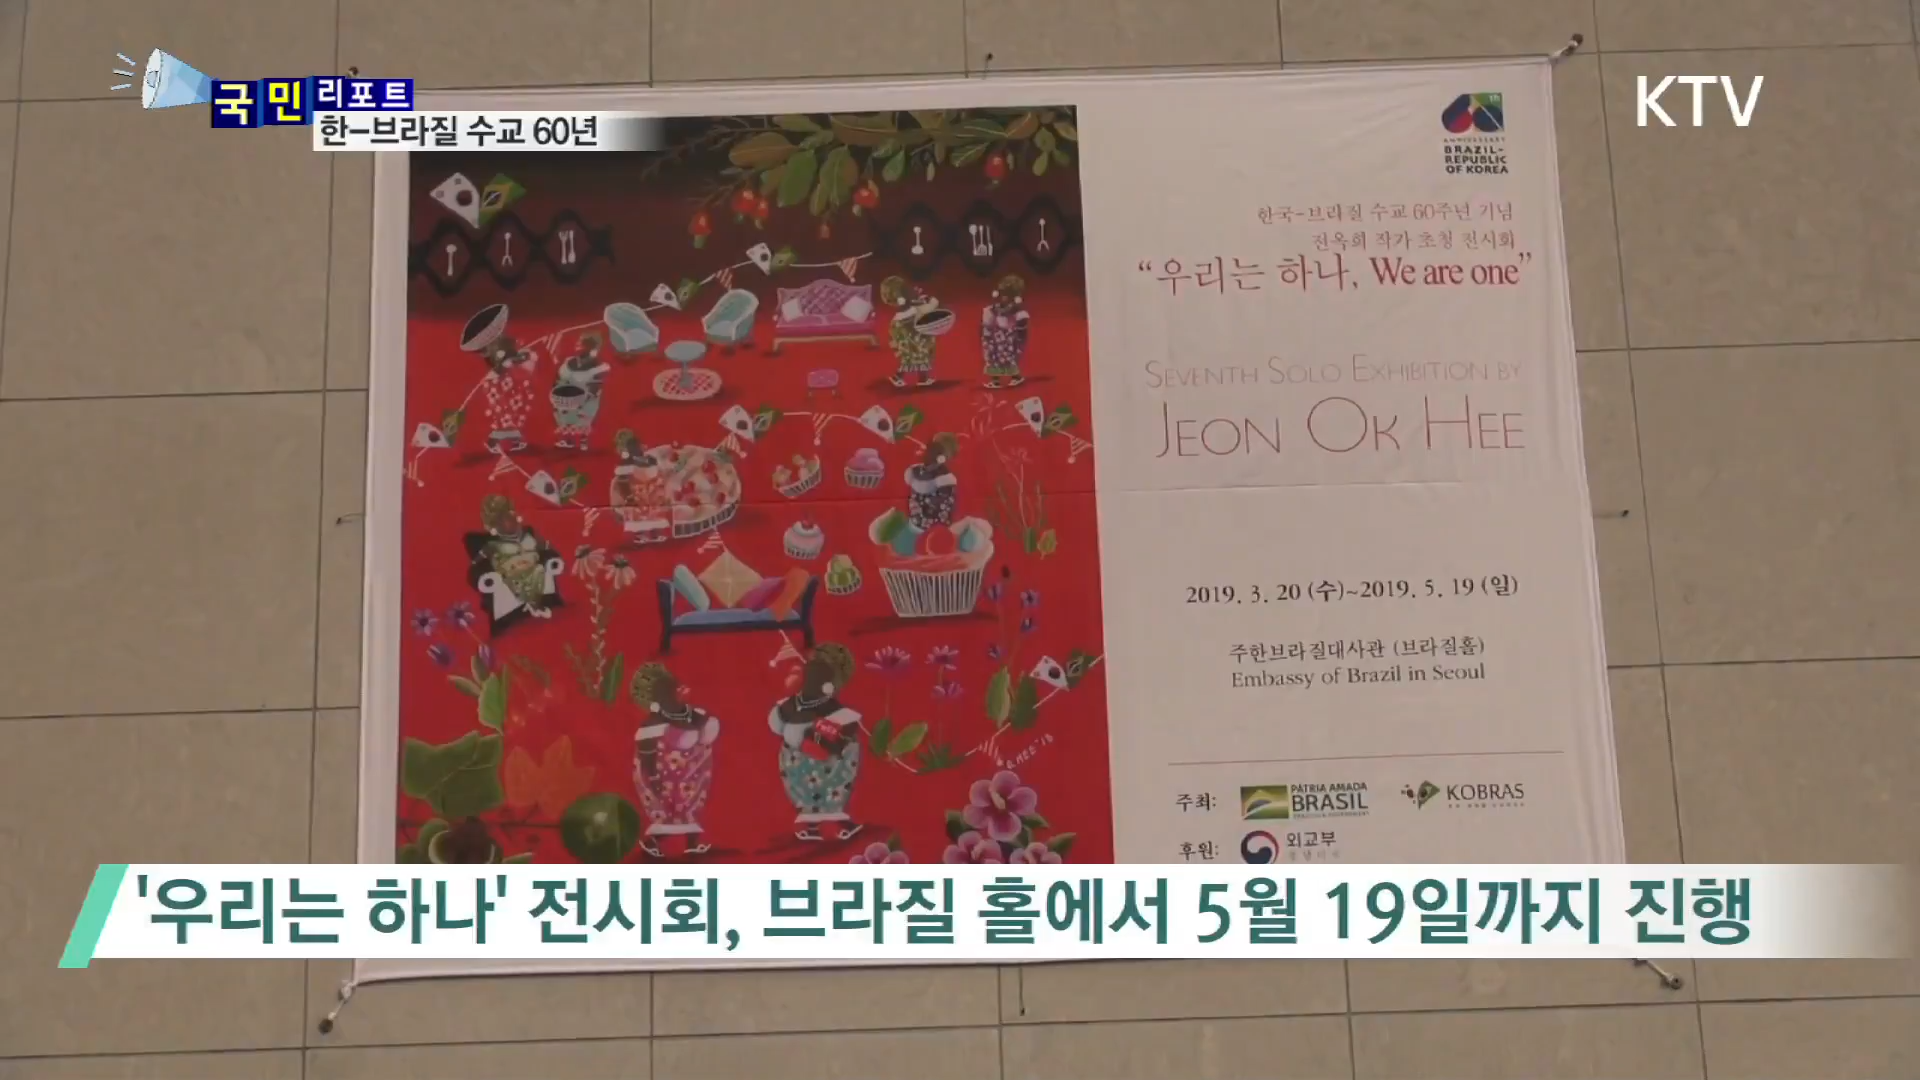 국민 리포트
한-브라질 수교 60년
KTV
60th
ANNIVERSARY
BRAZIL-
REPUBLIC
OF KOREA
한국-브라질 수교 60주년 기념
전옥희 작가 초청 전시회
“우리는 하나, We are one”
SEVENTH SOLO EXHIBITION BY
JEON OK HEE
2019. 3. 20 (수)~2019. 5. 19 (일)
주한브라질대사관 (브라질홀)
Embassy of Brazil in Seoul
주최: PÁTRIA AMADA BRASIL KOBRAS
후원: 외교부
'우리는 하나' 전시회, 브라질 홀에서 5월 19일까지 진행